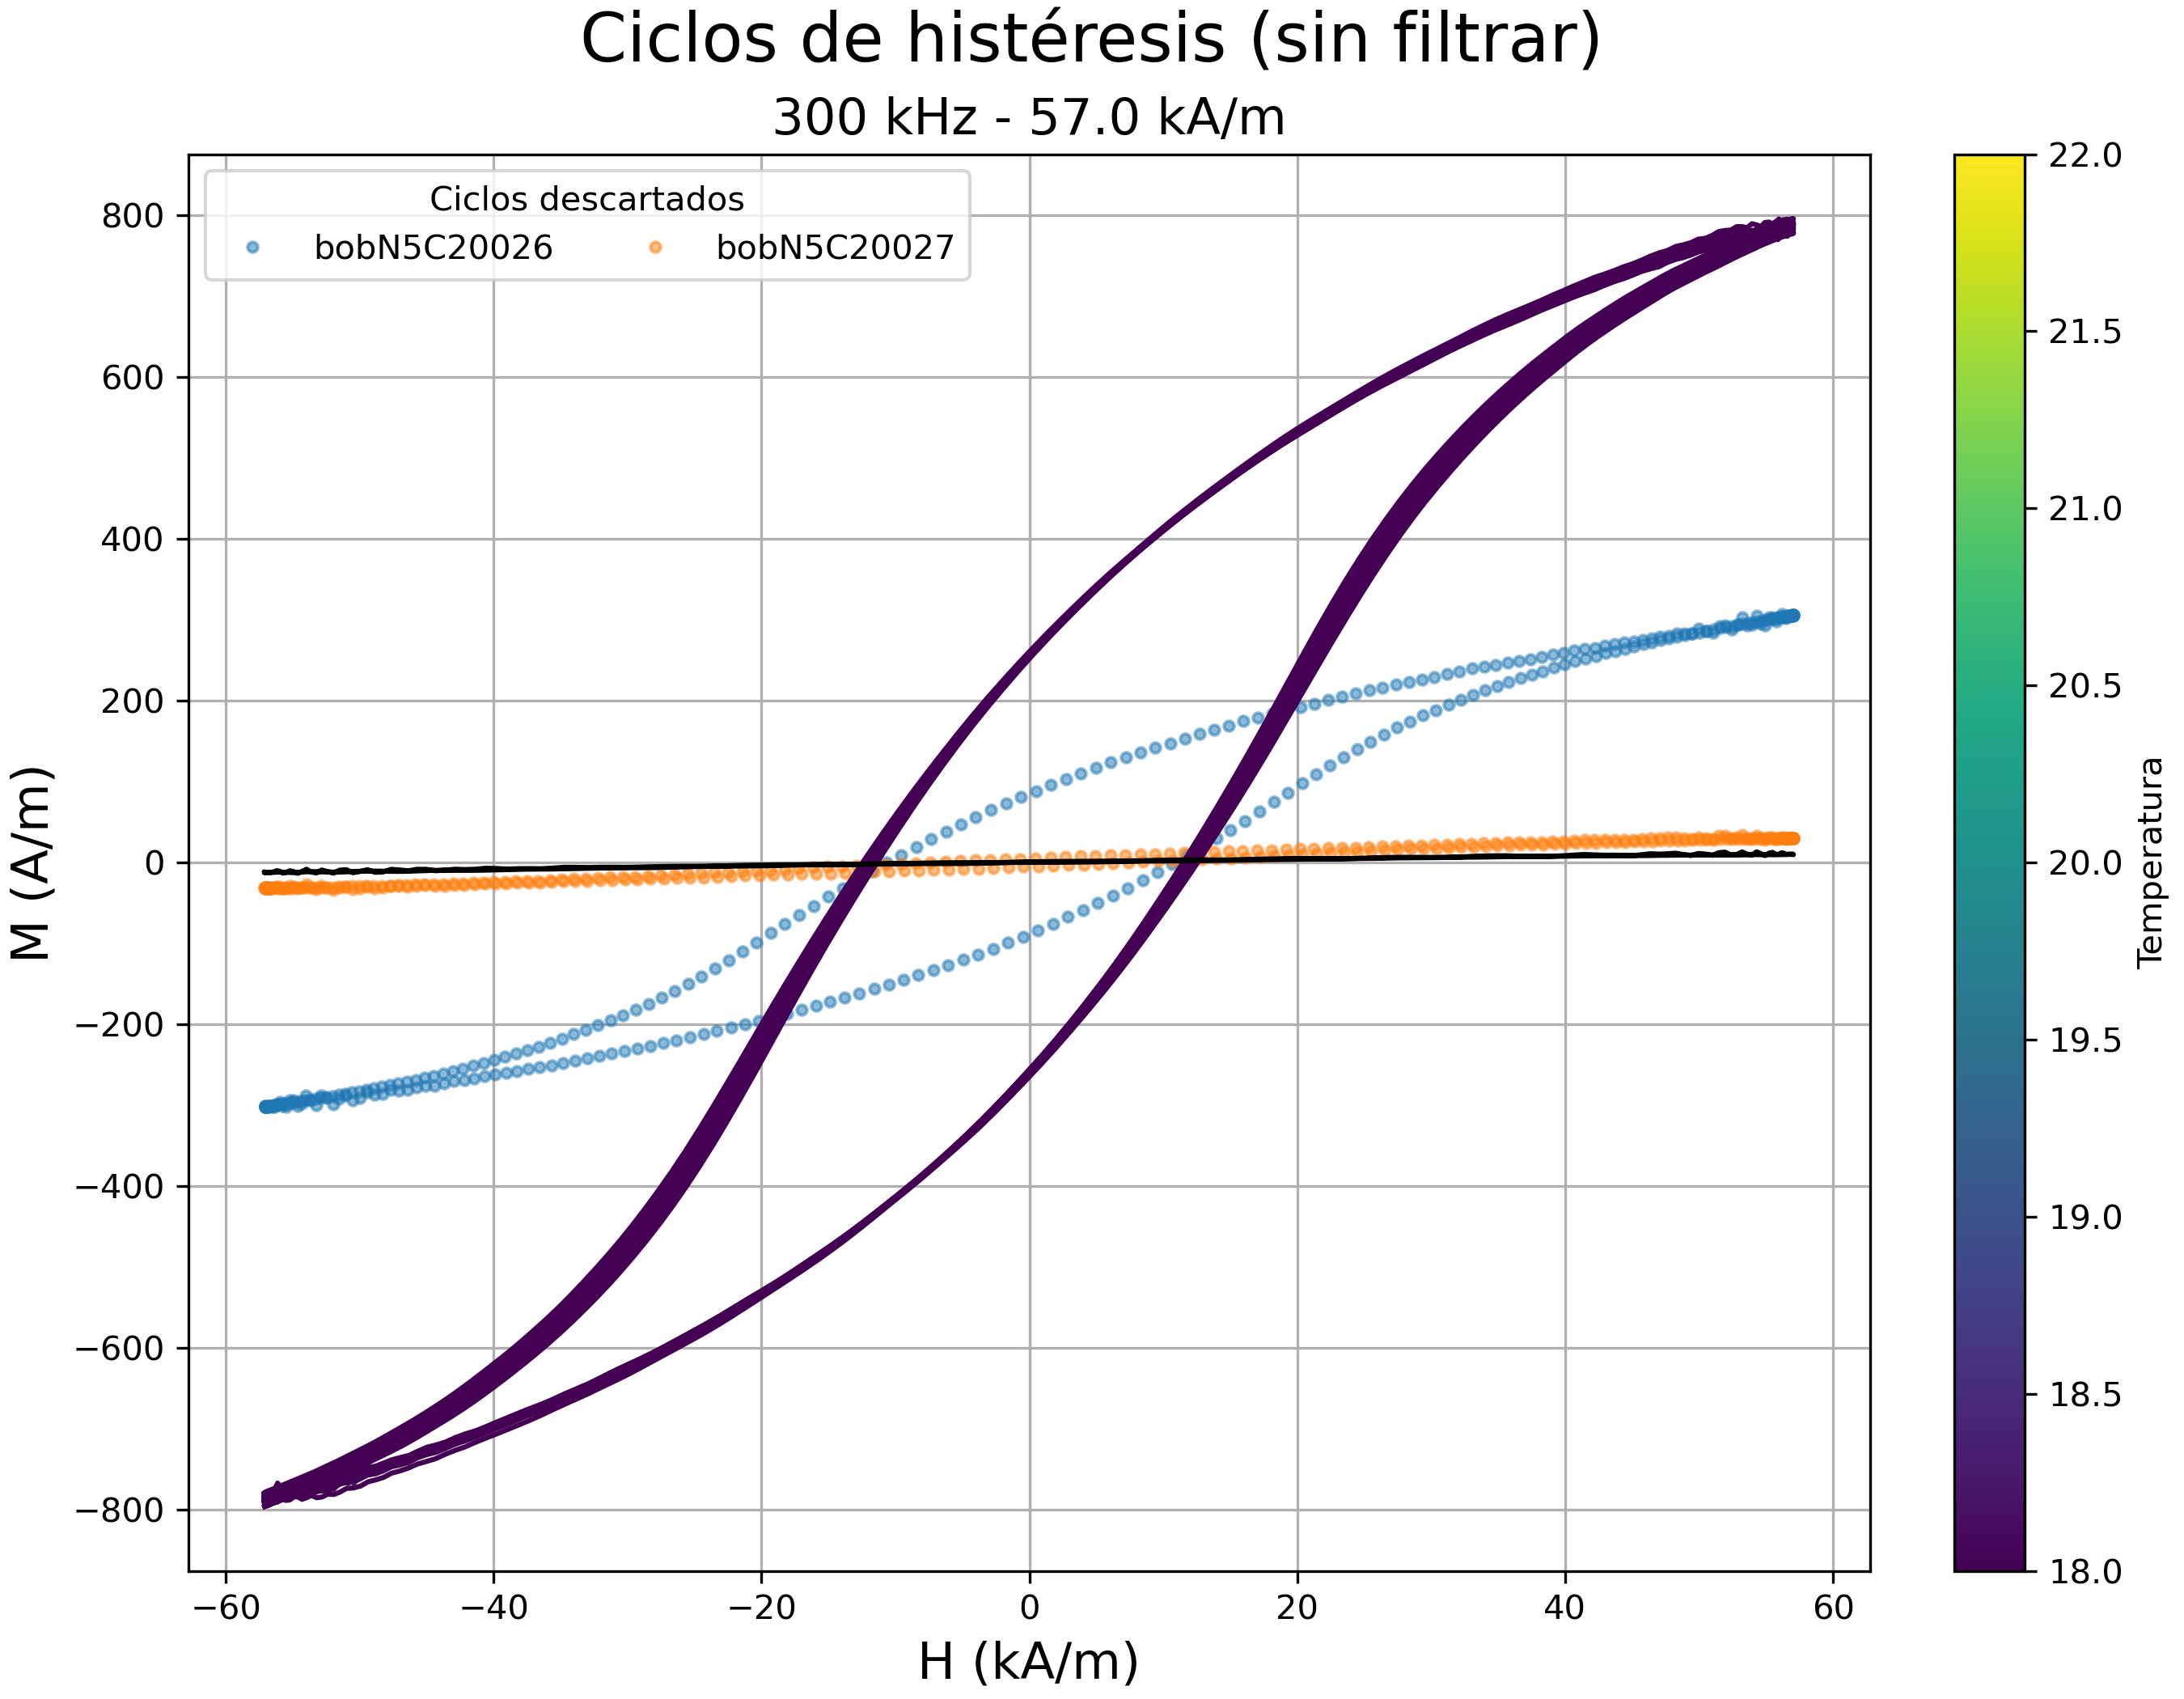 Ciclos de histéresis (sin filtrar)
300 kHz - 57.0 kA/m
Ciclos descartados
bobN5C20026 bobN5C20027
800
600
400
200
0
−200
−400
−600
−800
M (A/m)
−60 −40 −20 0 20 40 60
H (kA/m)
22.0
21.5
21.0
20.5
20.0
19.5
19.0
18.5
18.0
Temperatura